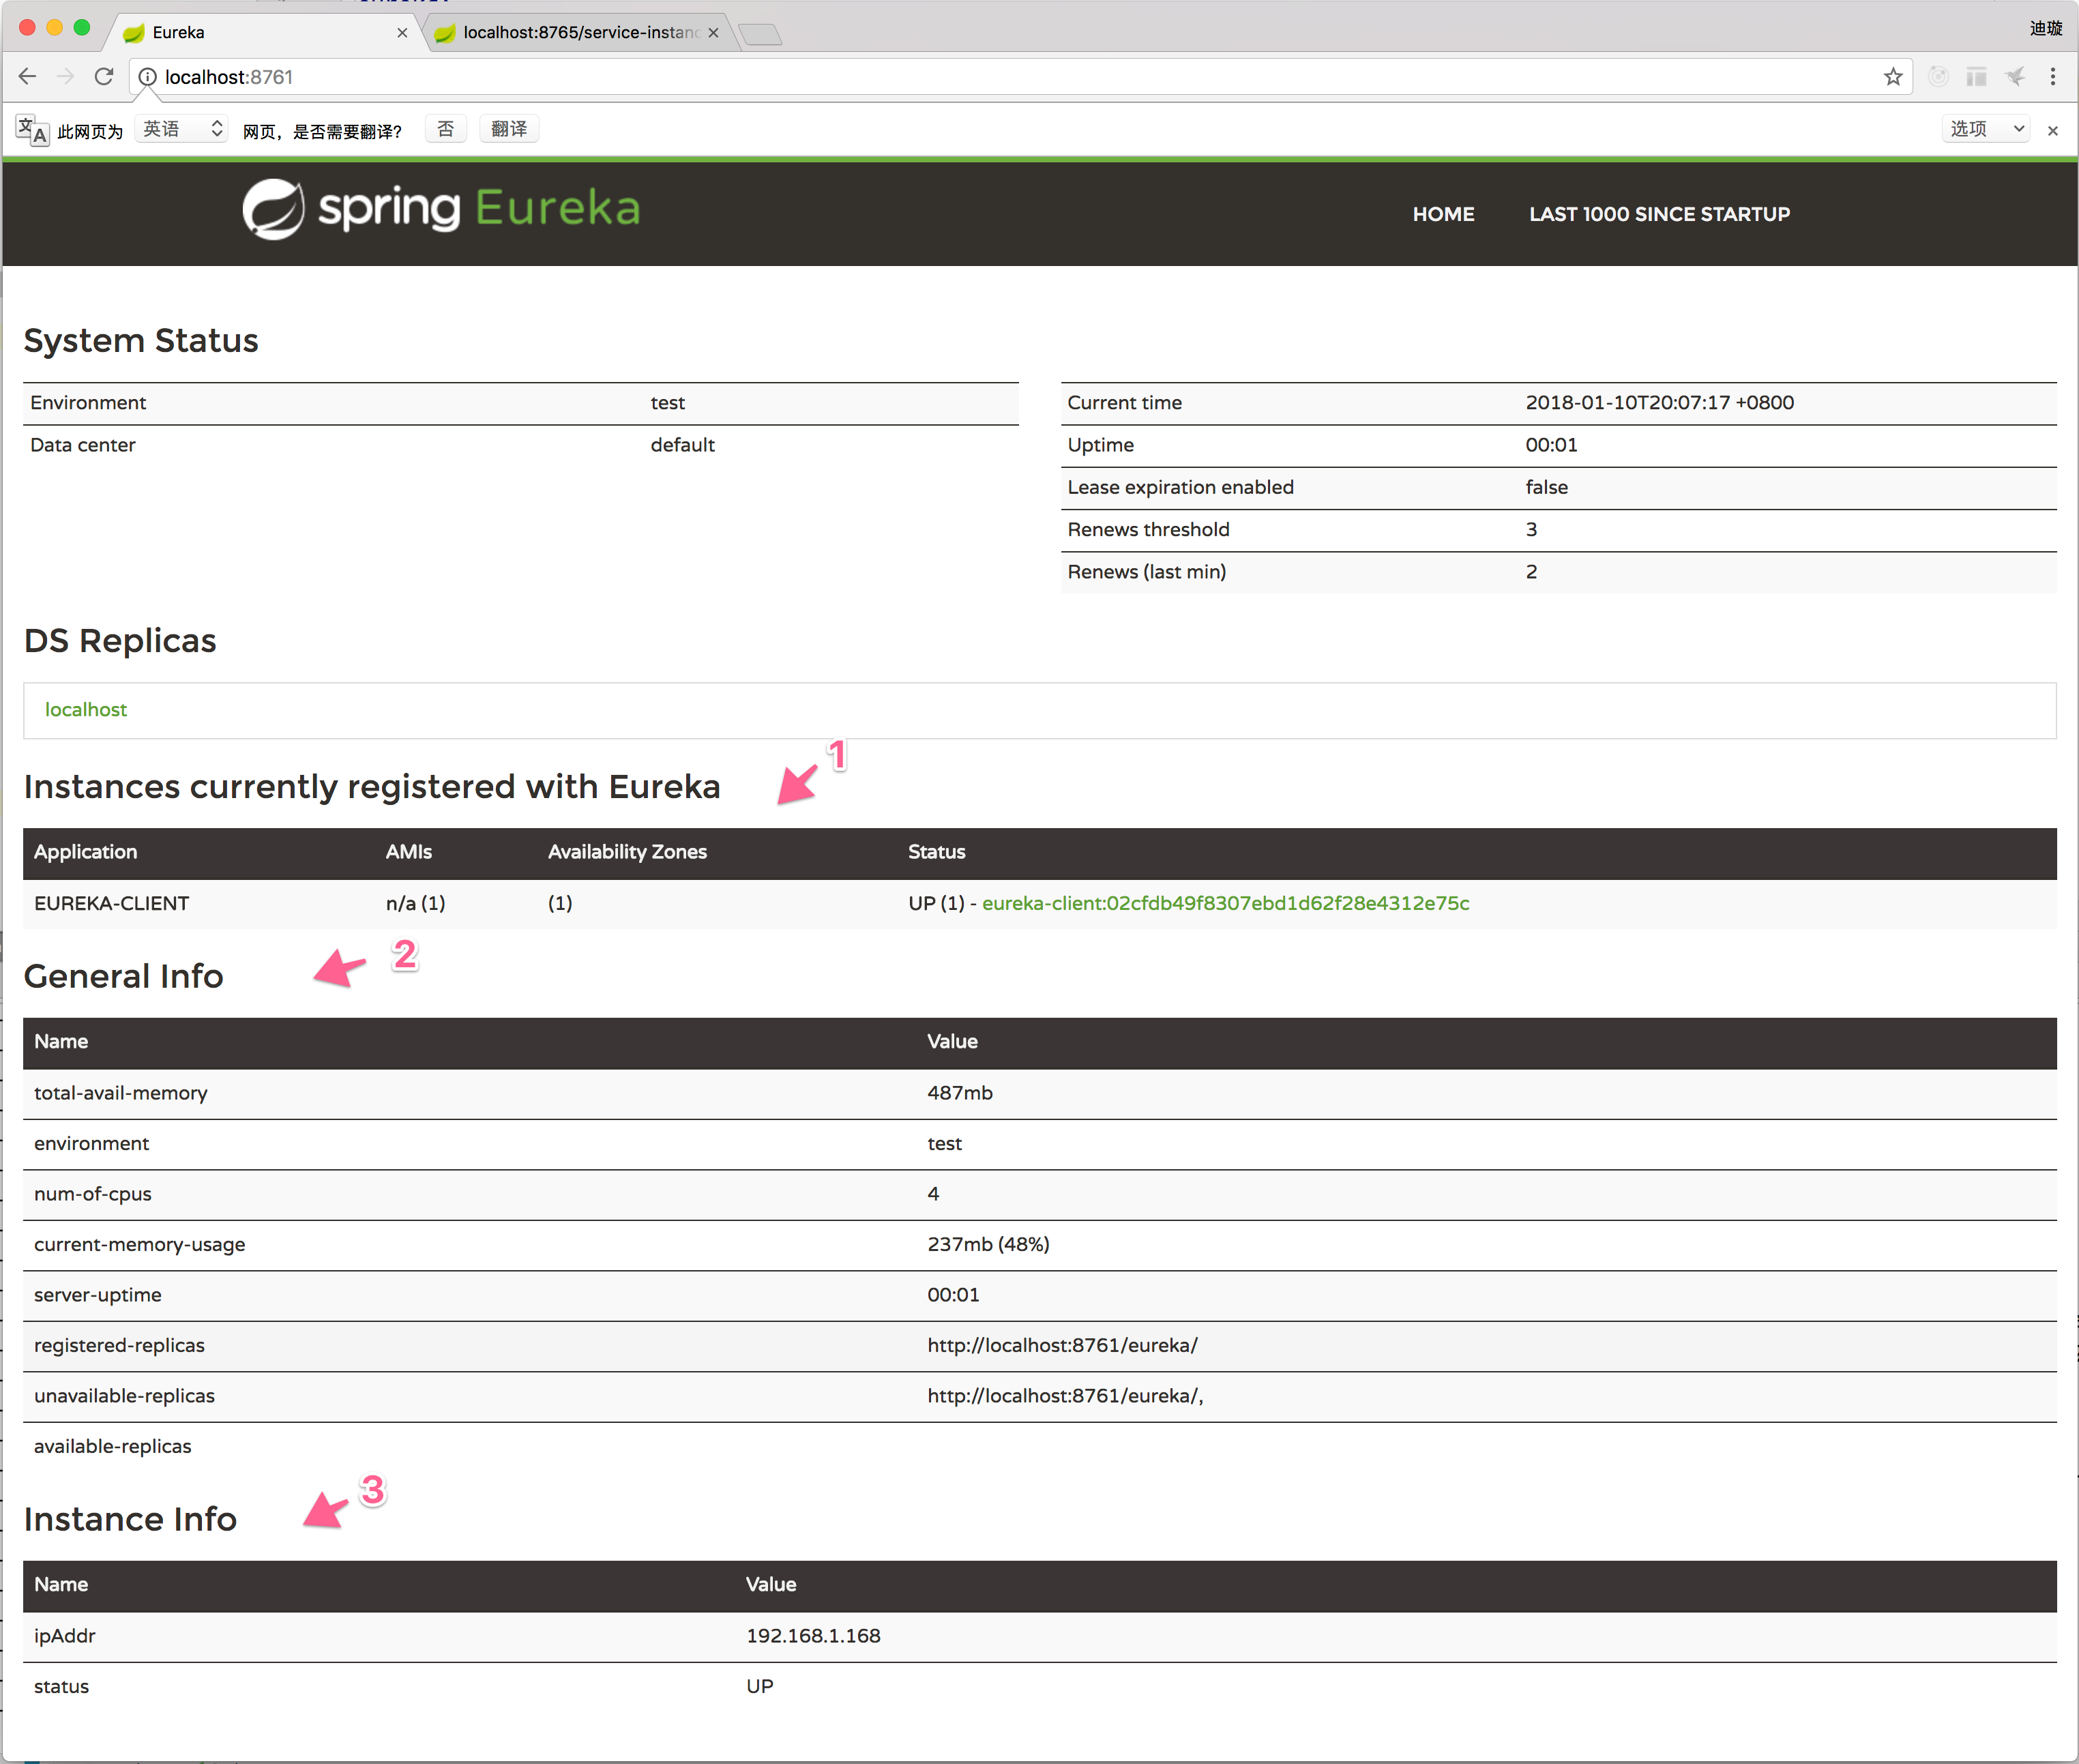 Eureka
localhost:8765/service-instanc
迪璇
localhost:8761
此网页为 英语 网页，是否需要翻译? 否 翻译 选项
spring Eureka
HOME LAST 1000 SINCE STARTUP
System Status
Environment test
Data center default
Current time 2018-01-10T20:07:17 +0800
Uptime 00:01
Lease expiration enabled false
Renews threshold 3
Renews (last min) 2
DS Replicas
localhost
1
Instances currently registered with Eureka
Application AMIs Availability Zones Status
EUREKA-CLIENT n/a (1) (1) UP (1) - eureka-client:02cfdb49f8307ebd1d62f28e4312e75c
2
General Info
Name Value
total-avail-memory 487mb
environment test
num-of-cpus 4
current-memory-usage 237mb (48%)
server-uptime 00:01
registered-replicas http://localhost:8761/eureka/
unavailable-replicas http://localhost:8761/eureka/,
available-replicas
3
Instance Info
Name Value
ipAddr 192.168.1.168
status UP